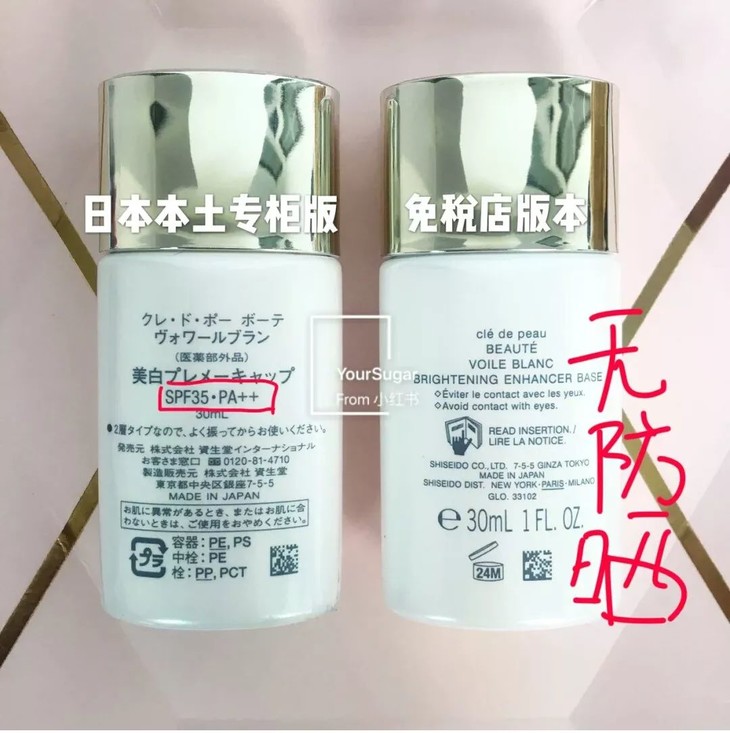 日本本土专柜版
クレ・ド・ポー ボーテ
ヴォワールブラン
(医薬部外品)
美白プレメーキャップ
SPF35・PA++
30mL
●2層タイプなので、よく振ってからお使いください。
発売元 株式会社 資生堂インターナショナル
お客さま窓口 0120-81-4710
製造販売元 株式会社 資生堂
東京都中央区銀座7-5-5
MADE IN JAPAN
お肌に異常があるとき、またはお肌に合
わないときは、ご使用をおやめください。
プラ
容器:PE,PS
中栓:PE
栓:PP,PCT
免税店版本
clé de peau
BEAUTÉ
VOILE BLANC
BRIGHTENING ENHANCER BASE
◇Éviter le contact avec les yeux.
◇Avoid contact with eyes.
READ INSERTION./
LIRE LA NOTICE.
SHISEIDO CO., LTD. 7-5-5 GINZA TOKYO
MADE IN JAPAN
SHISEIDO DIST. NEW YORK·PARIS·MILANO
GLO. 33102
℮ 30mL 1 FL. OZ.
24M
无防晒
YourSugar
From 小红书